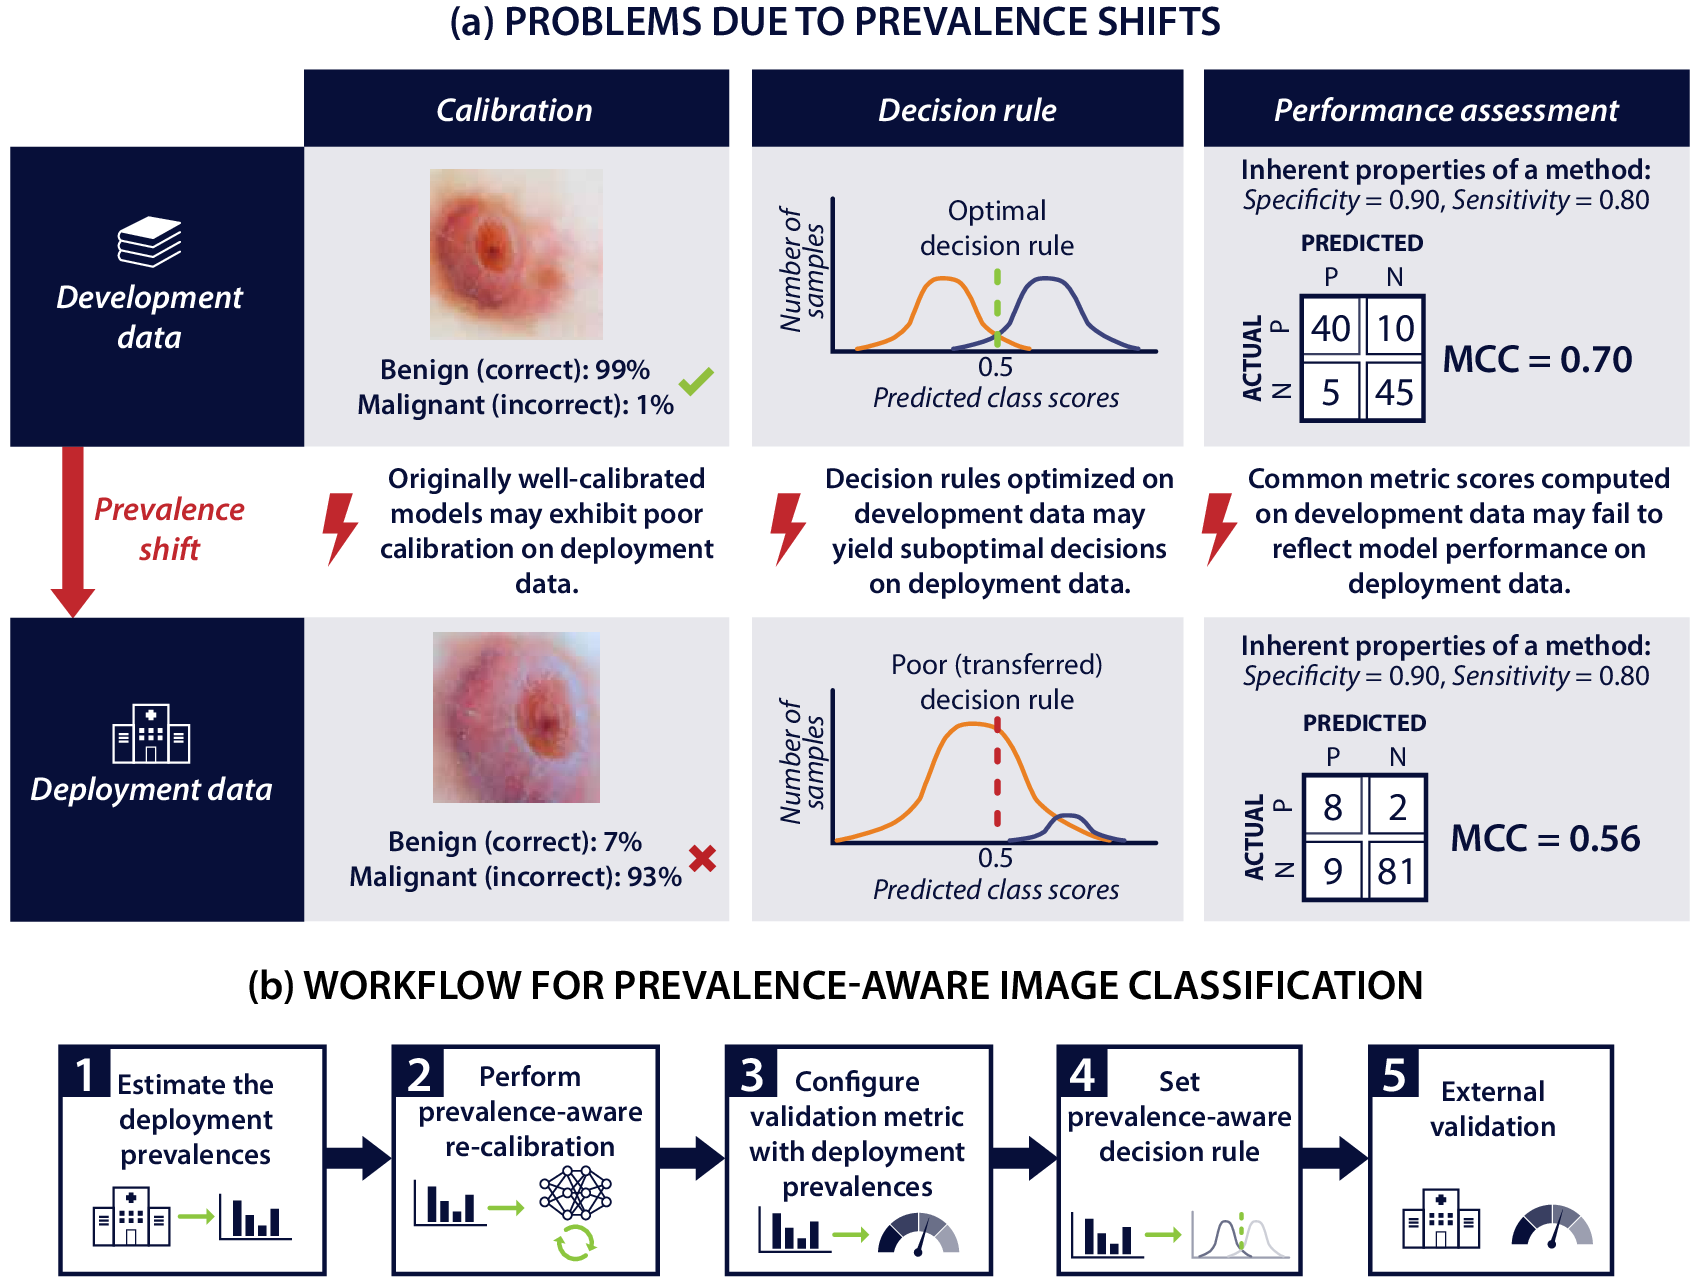 (a) PROBLEMS DUE TO PREVALENCE SHIFTS
Calibration
Decision rule
Performance assessment
Development
data
Benign (correct): 99%
Malignant (incorrect): 1%
Number of
samples
Optimal
decision rule
0.5
Predicted class scores
Inherent properties of a method:
Specificity = 0.90, Sensitivity = 0.80
PREDICTED
P N
ACTUAL
P
40 10
N
5 45
MCC = 0.70
Prevalence
shift
Originally well-calibrated
models may exhibit poor
calibration on deployment
data.
Decision rules optimized on
development data may
yield suboptimal decisions
on deployment data.
Common metric scores computed
on development data may fail to
reflect model performance on
deployment data.
Deployment data
Benign (correct): 7%
Malignant (incorrect): 93%
Number of
samples
Poor (transferred)
decision rule
0.5
Predicted class scores
Inherent properties of a method:
Specificity = 0.90, Sensitivity = 0.80
PREDICTED
P N
ACTUAL
P
8 2
N
9 81
MCC = 0.56
(b) WORKFLOW FOR PREVALENCE-AWARE IMAGE CLASSIFICATION
1
Estimate the
deployment
prevalences
2
Perform
prevalence-aware
re-calibration
3
Configure
validation metric
with deployment
prevalences
4
Set
prevalence-aware
decision rule
5
External
validation